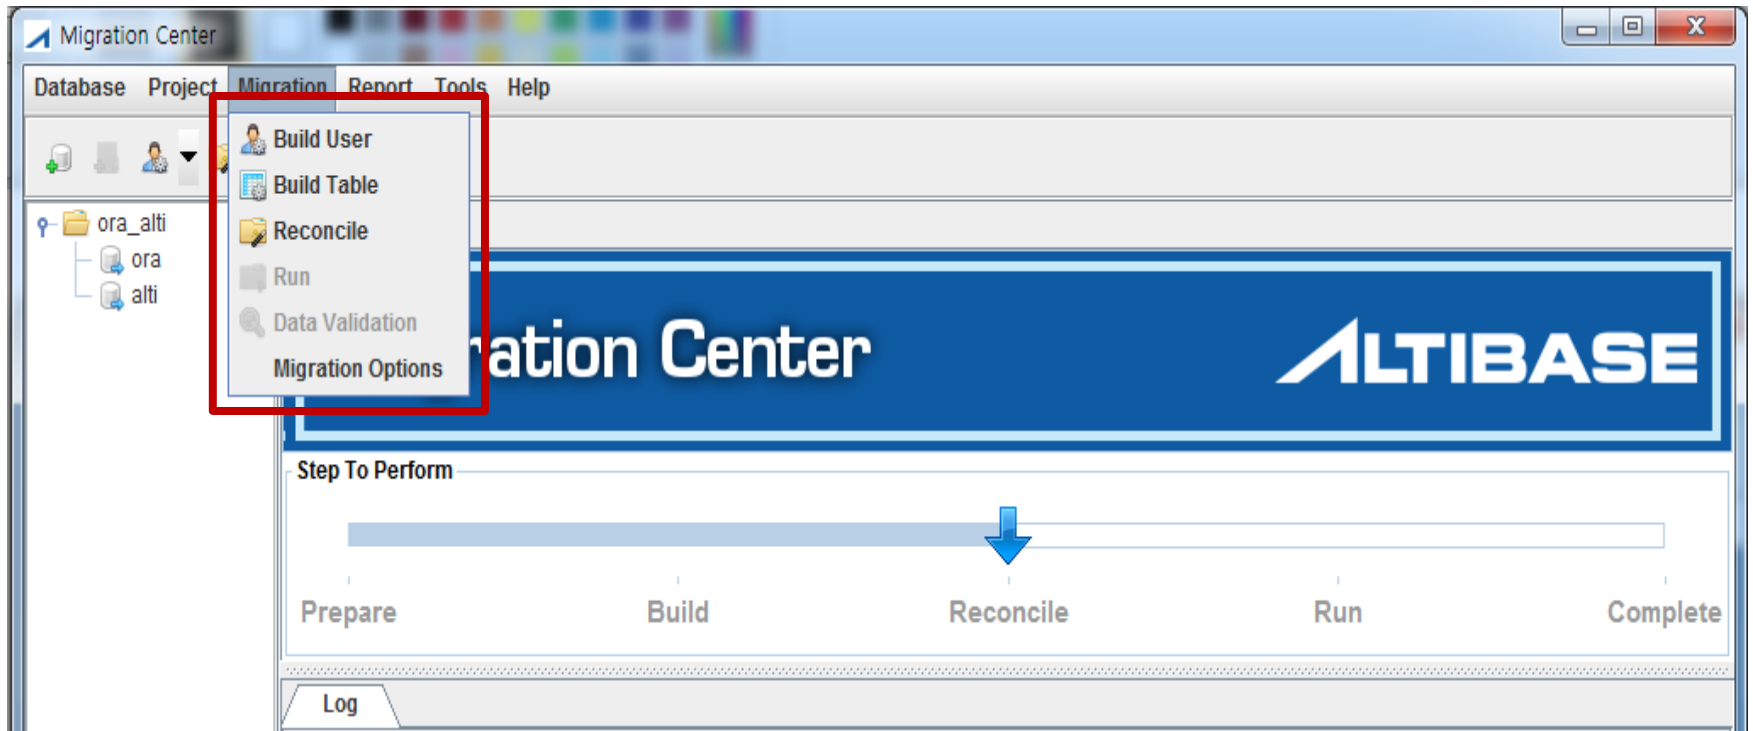 Migration Center
Database Project Migration Report Tools Help
Build User
Build Table
Reconcile
Run
Data Validation
Migration Options
ora_alti
ora
alti
ration Center
ALTIBASE
Step To Perform
Prepare Build Reconcile Run Complete
Log